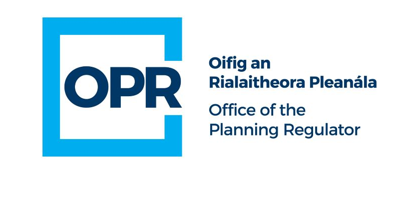 OPR
Oifig an
Rialaitheora Pleanála
Office of the
Planning Regulator